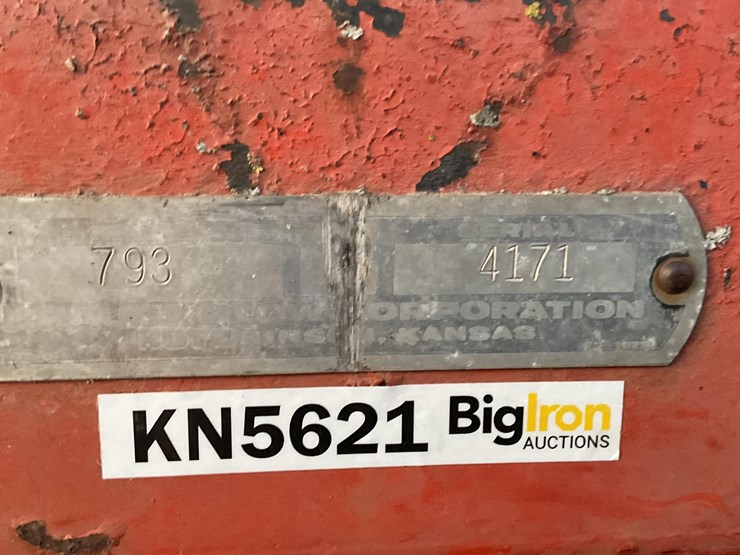 793
SERIAL
4171
CORPORATION
KANSAS
KN5621 BigIron
AUCTIONS